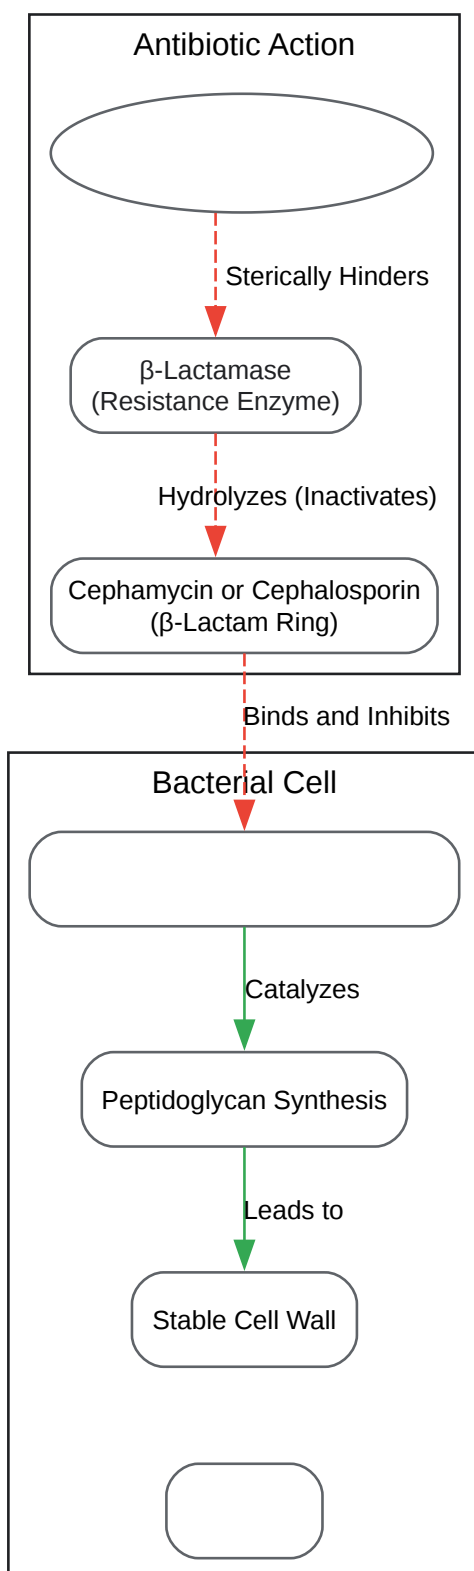 Antibiotic Action
Sterically Hinders
β-Lactamase
(Resistance Enzyme)
Hydrolyzes (Inactivates)
Cephamycin or Cephalosporin
(β-Lactam Ring)
Binds and Inhibits
Bacterial Cell
Catalyzes
Peptidoglycan Synthesis
Leads to
Stable Cell Wall